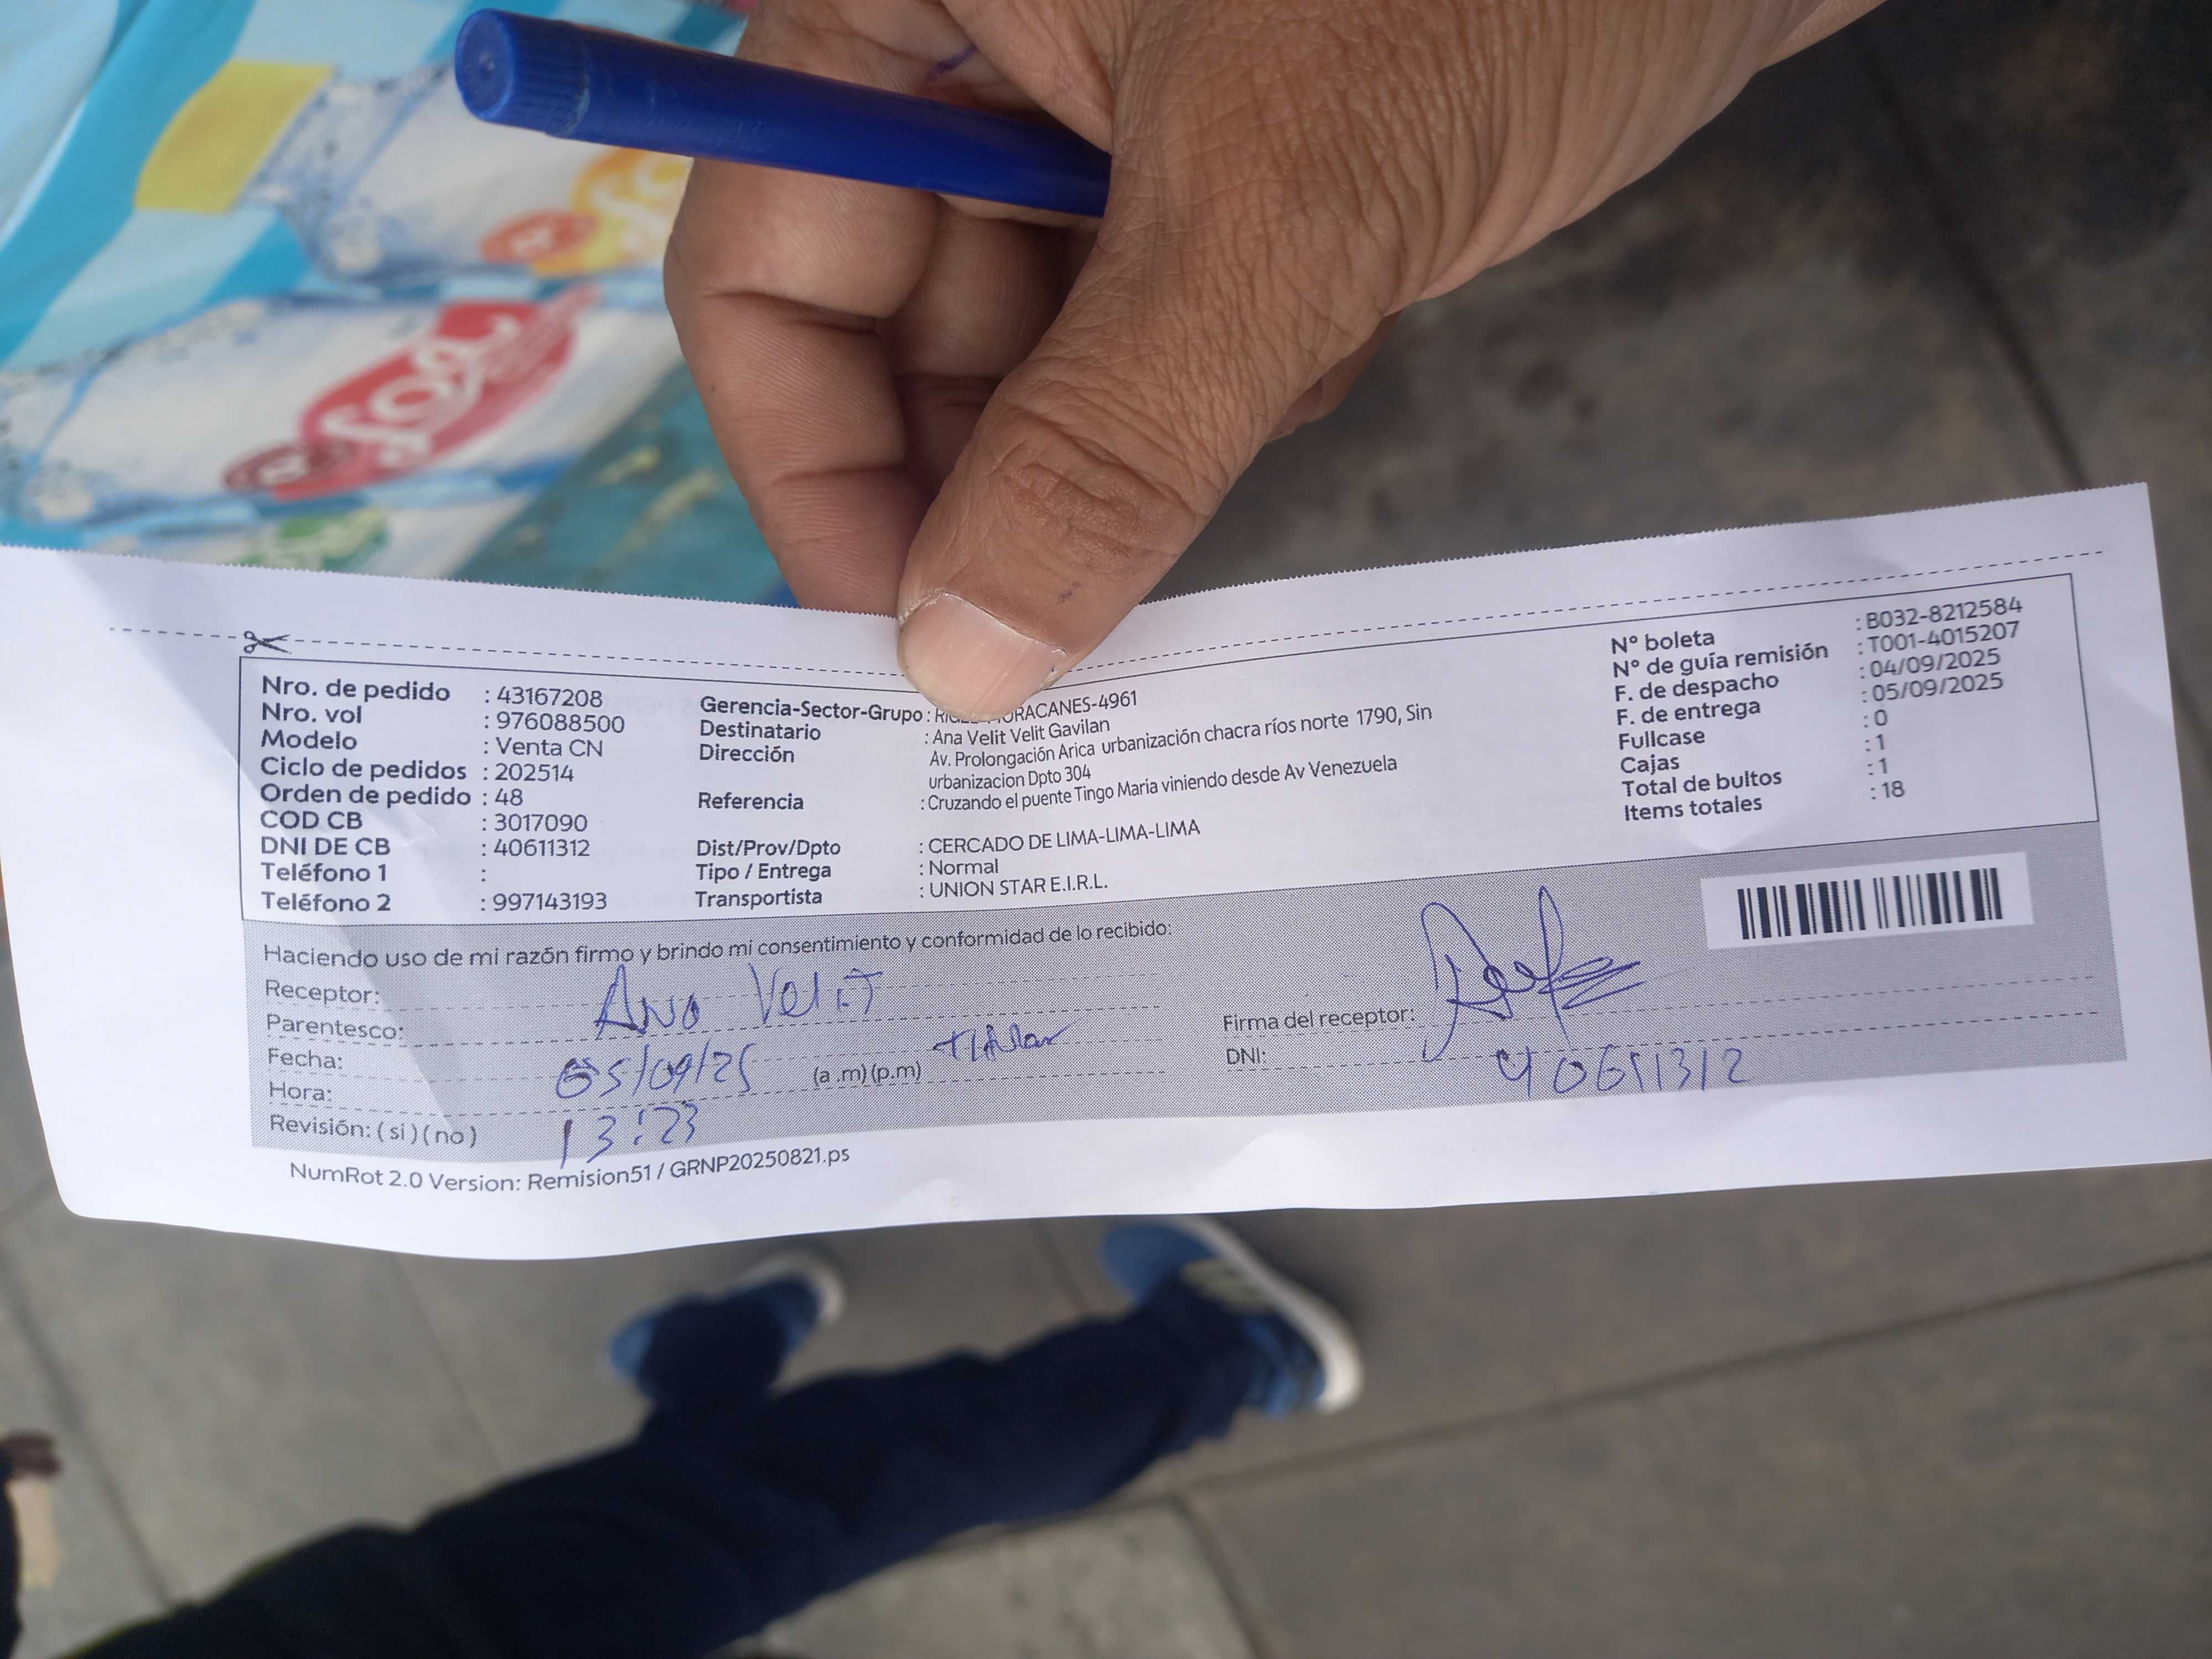 Nro. de pedido : 43167208
Nro. vol : 976088500
Modelo : Venta CN
Ciclo de pedidos : 202514
Orden de pedido : 48
COD CB : 3017090
DNI DE CB : 40611312
Teléfono 1 :
Teléfono 2 : 997143193
Gerencia-Sector-Grupo :
Destinatario : Ana Velit Velit Gavilan
Dirección : Av. Prolongación Arica urbanización chacra ríos norte 1790, Sin
urbanizacion Dpto 304
Referencia : Cruzando el puente Tingo María viniendo desde Av Venezuela
Dist/Prov/Dpto : CERCADO DE LIMA-LIMA-LIMA
Tipo / Entrega : Normal
Transportista : UNION STAR E.I.R.L.
N° boleta : B032-8212584
N° de guía remisión : T001-4015207
F. de despacho : 04/09/2025
F. de entrega : 05/09/2025
Fullcase : 0
Cajas : 1
Total de bultos : 1
Items totales : 18
Haciendo uso de mi razón firmo y brindo mi consentimiento y conformidad de lo recibido:
Receptor: Ana Velit
Parentesco: Titular
Fecha: 05/09/25 (a .m) (p.m)
Hora: 13:23
Revisión: ( si ) ( no )
Firma del receptor:
DNI: 40611312
NumRot 2.0 Version: Remision51 / GRNP20250821.ps